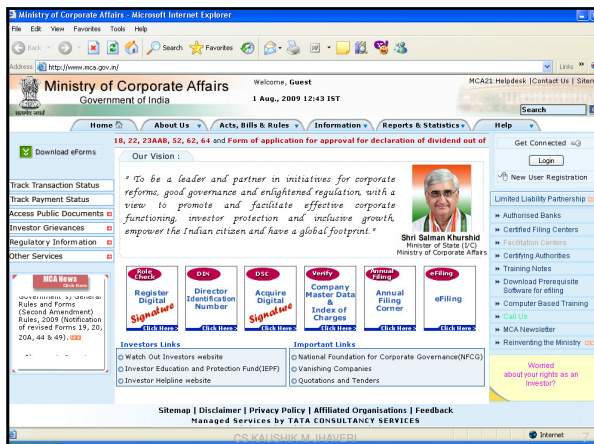 Ministry of Corporate Affairs - Microsoft Internet Explorer
File Edit View Favorites Tools Help
Back Search Favorites
Address http://www.mca.gov.in/ Links »
Ministry of Corporate Affairs
Government of India
Welcome, Guest
1 Aug., 2009 12:43 IST
MCA21 Helpdesk |Contact Us | Sitem
Search
Home About Us Acts, Bills & Rules Information Reports & Statistics Help
18, 22, 23AAB, 52, 62, 64 and Form of application for approval for declaration of dividend out of
Download eForms
Track Transaction Status
Track Payment Status
Access Public Documents
Investor Grievances
Regulatory Information
Other Services
MCA News
Click Here
Government's) General
Rules and Forms
(Second Amendment)
Rules, 2009 (Notification
of revised Forms 19, 20,
20A, 44 & 49).
Our Vision :
" To be a leader and partner in initiatives for corporate
reforms, good governance and enlightened regulation, with a
view to promote and facilitate effective corporate
functioning, investor protection and inclusive growth,
empower the Indian citizen and have a global footprint."
Shri Salman Khurshid
Minister of State (I/C)
Ministry of Corporate Affairs
Role Check
Register
Digital
Signature
Click Here >
DIN
Director
Identification
Number
Click Here >
DSC
Acquire
Digital
Signature
Click Here >
Verify
Company
Master Data
&
Index of
Charges
Click Here >
Annual Filing
Annual
Filing
Corner
Click Here >
eFiling
eFiling
Click Here >
Investors Links
Watch Out Investors website
Investor Education and Protection Fund(IEPF)
Investor Helpline website
Important Links
National Foundation for Corporate Governance(NFCG)
Vanishing Companies
Quotations and Tenders
Get Connected
Login
New User Registration
Limited Liability Partnership
» Authorised Banks
» Certified Filing Centers
» Facilitation Centers
» Certifying Authorities
» Training Notes
» Download Prerequisite
Software for efiling
» Computer Based Training
» Call Us
» MCA Newsletter
» Reinventing the Ministry
Worried
about your rights as an
Investor?
Sitemap | Disclaimer | Privacy Policy | Affiliated Organisations | Feedback
Managed Services by TATA CONSULTANCY SERVICES
Internet
CS KAUSHIK M JHAVERI
7